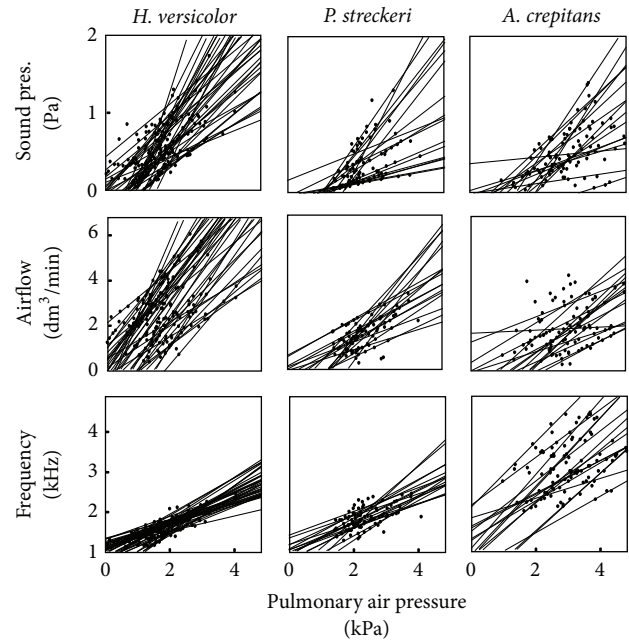 H. versicolor P. streckeri A. crepitans
Sound pres.
(Pa)
2
1
0
Airflow
(dm³/min)
6
4
2
0
Frequency
(kHz)
4
3
2
1
0 2 4 0 2 4 0 2 4
Pulmonary air pressure
(kPa)